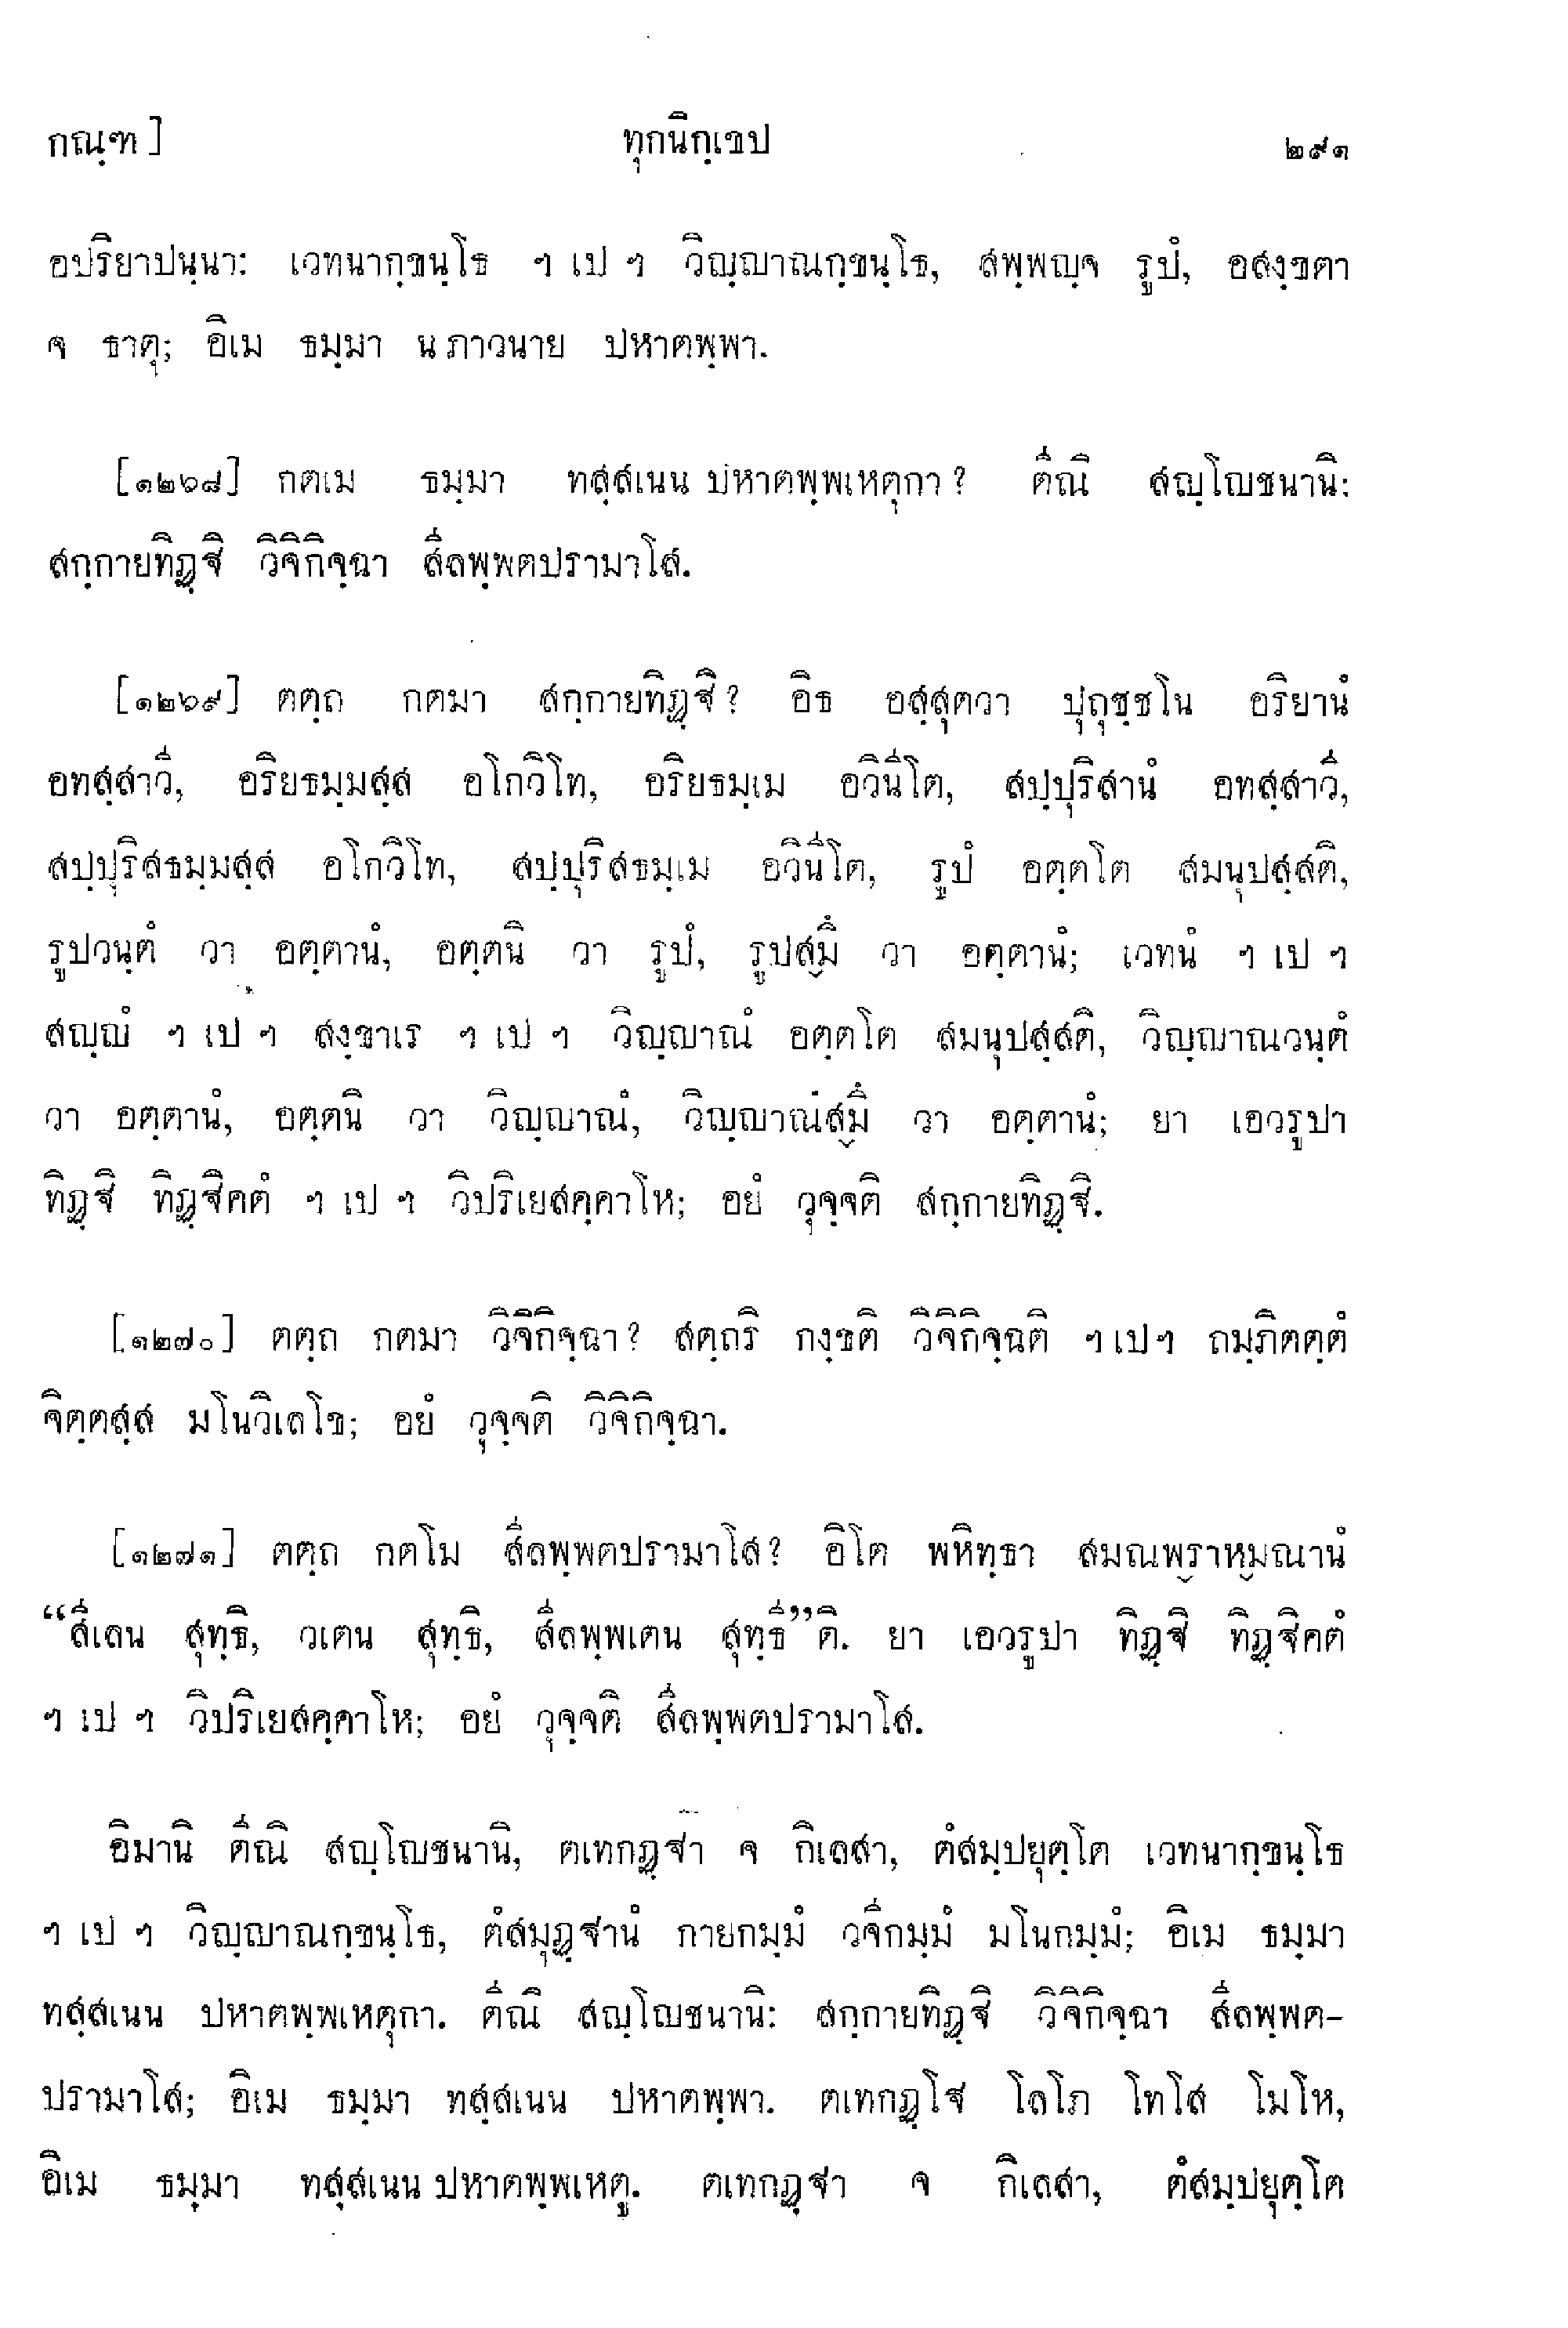 กณฺฑ] ทุกนิกฺเขป ๒๙๑
อปริยาปนฺนา: เวทนากฺขนฺโธ ฯ เป ฯ วิญฺญาณกฺขนฺโธ, สพฺพญฺจ รูปํ, อสงฺขตา
จ ธาตุ; อิเม ธมฺมา น ภาวนาย ปหาตพฺพา.
[๑๒๖๘] กตเม ธมฺมา ทสฺสเนน ปหาตพฺพเหตุกา? ตีณิ สญฺโญชนานิ:
สกฺกายทิฏฺฐิ วิจิกิจฺฉา สีลพฺพตปรามาโส.
[๑๒๖๙] ตตฺถ กตมา สกฺกายทิฏฺฐิ? อิธ อสฺสุตวา ปุถุชฺชโน อริยานํ
อทสฺสาวี, อริยธมฺมสฺส อโกวิโท, อริยธมฺเม อวินีโต, สปฺปุริสานํ อทสฺสาวี,
สปฺปุริสธมฺมสฺส อโกวิโท, สปฺปุริสธมฺเม อวินีโต, รูปํ อตฺตโต สมนุปสฺสติ,
รูปวนฺตํ วา อตฺตานํ, อตฺตนิ วา รูปํ, รูปสฺมึ วา อตฺตานํ; เวทนํ ฯ เป ฯ
สญฺญํ ฯ เป ฯ สงฺขาเร ฯ เป ฯ วิญฺญาณํ อตฺตโต สมนุปสฺสติ, วิญฺญาณวนฺตํ
วา อตฺตานํ, อตฺตนิ วา วิญฺญาณํ, วิญฺญาณสฺมึ วา อตฺตานํ; ยา เอวรูปา
ทิฏฺฐิ ทิฏฺฐิคตํ ฯ เป ฯ วิปริเยสคฺคาโห; อยํ วุจฺจติ สกฺกายทิฏฺฐิ.
[๑๒๗๐] ตตฺถ กตมา วิจิกิจฺฉา? สตฺถริ กงฺขติ วิจิกิจฺฉติ ฯ เป ฯ ถมฺภิตตฺตํ
จิตฺตสฺส มโนวิเลโข; อยํ วุจฺจติ วิจิกิจฺฉา.
[๑๒๗๑] ตตฺถ กตโม สีลพฺพตปรามาโส? อิโต พหิทฺธา สมณพฺราหฺมณานํ
“สีเลน สุทฺธิ, วเตน สุทฺธิ, สีลพฺพเตน สุทฺธี”ติ. ยา เอวรูปา ทิฏฺฐิ ทิฏฺฐิคตํ
ฯ เป ฯ วิปริเยสคฺคาโห; อยํ วุจฺจติ สีลพฺพตปรามาโส.
อิมานิ ตีณิ สญฺโญชนานิ, ตเทกฏฺฐา จ กิเลสา, ตํสมฺปยุตฺโต เวทนากฺขนฺโธ
ฯ เป ฯ วิญฺญาณกฺขนฺโธ, ตํสมุฏฺฐานํ กายกมฺมํ วจีกมฺมํ มโนกมฺมํ; อิเม ธมฺมา
ทสฺสเนน ปหาตพฺพเหตุกา. ตีณิ สญฺโญชนานิ: สกฺกายทิฏฺฐิ วิจิกิจฺฉา สีลพฺพต-
ปรามาโส; อิเม ธมฺมา ทสฺสเนน ปหาตพฺพา. ตเทกฏฺโฐ โลโภ โทโส โมโห,
อิเม ธมฺมา ทสฺสเนน ปหาตพฺพเหตู. ตเทกฏฺฐา จ กิเลสา, ตํสมฺปยุตฺโต